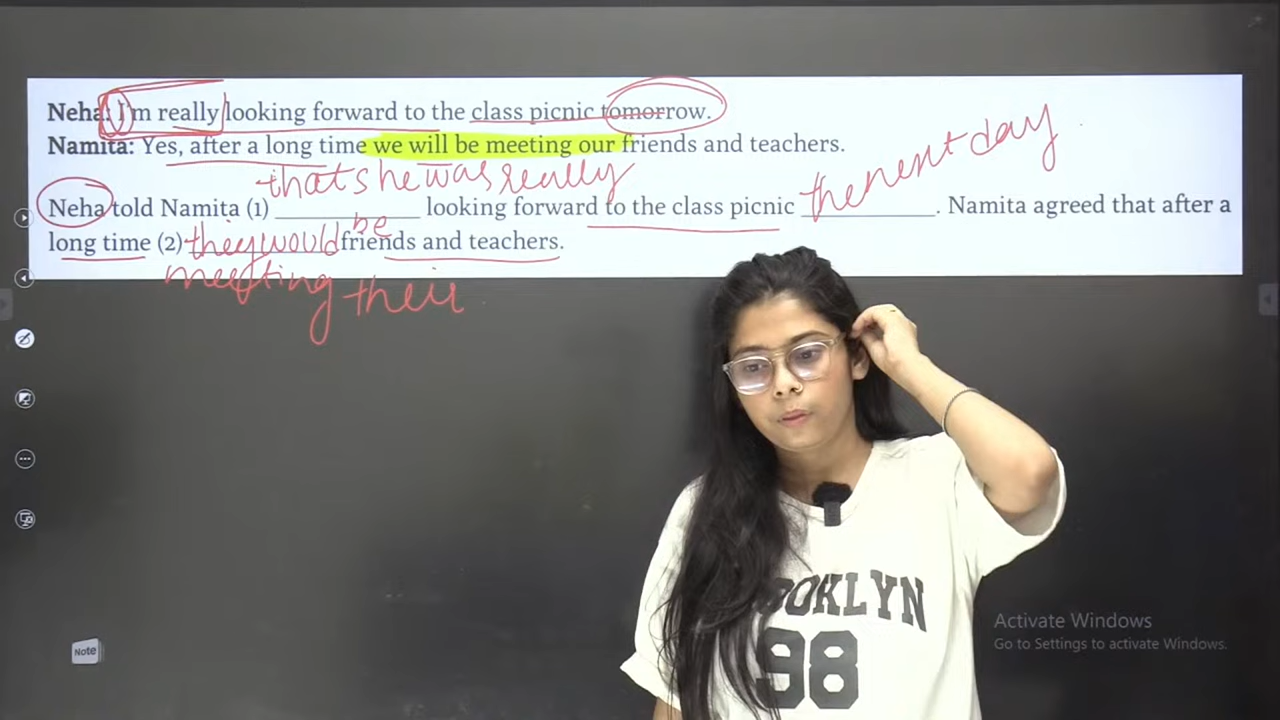 Neha: I'm really looking forward to the class picnic tomorrow.
Namita: Yes, after a long time we will be meeting our friends and teachers.
that she was really
the next day
Neha told Namita (1) ____________ looking forward to the class picnic ____________. Namita agreed that after a
long time (2) they would be friends and teachers.
meeting their
BROOKLYN
98
Activate Windows
Go to Settings to activate Windows.
Note